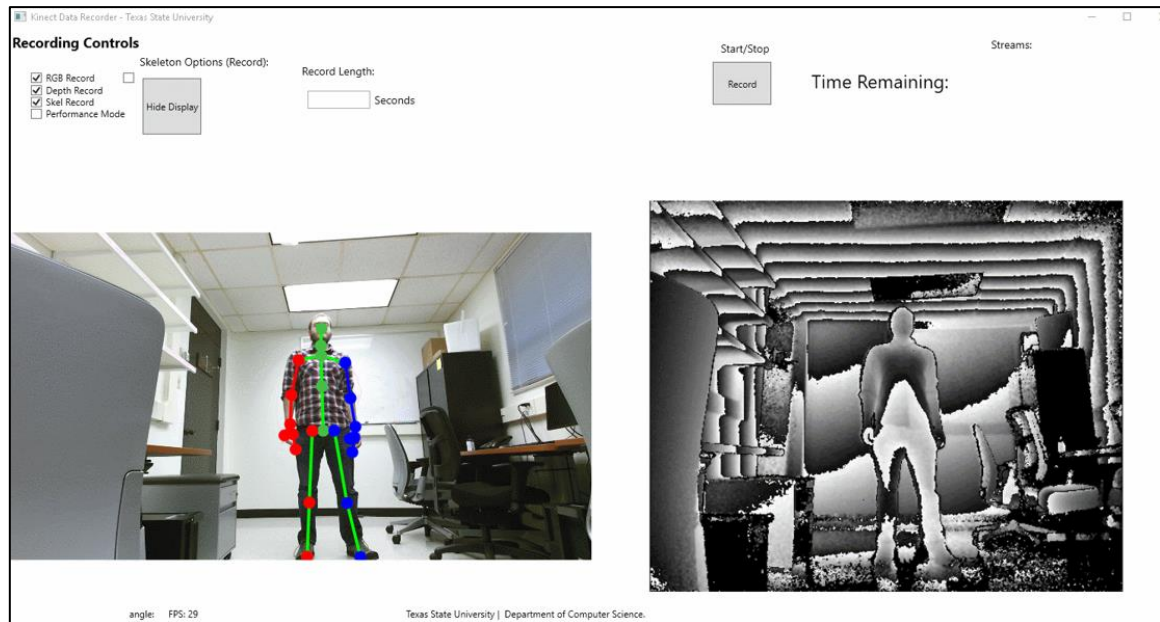 Kinect Data Recorder - Texas State University
Recording Controls
RGB Record
Depth Record
Skel Record
Performance Mode
Skeleton Options (Record):
Hide Display
Record Length:
Seconds
Start/Stop
Record
Time Remaining:
Streams:
angle: FPS: 29
Texas State University | Department of Computer Science.